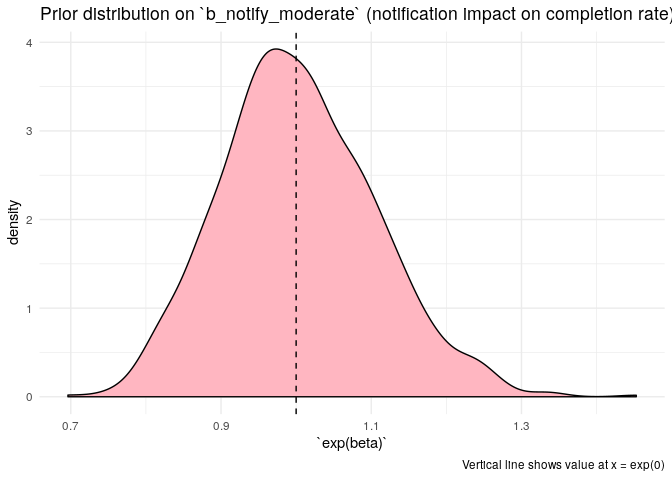 Prior distribution on `b_notify_moderate` (notification impact on completion rate)
4
3
2
1
0
density
0.7
0.9
1.1
1.3
`exp(beta)`
Vertical line shows value at x = exp(0)